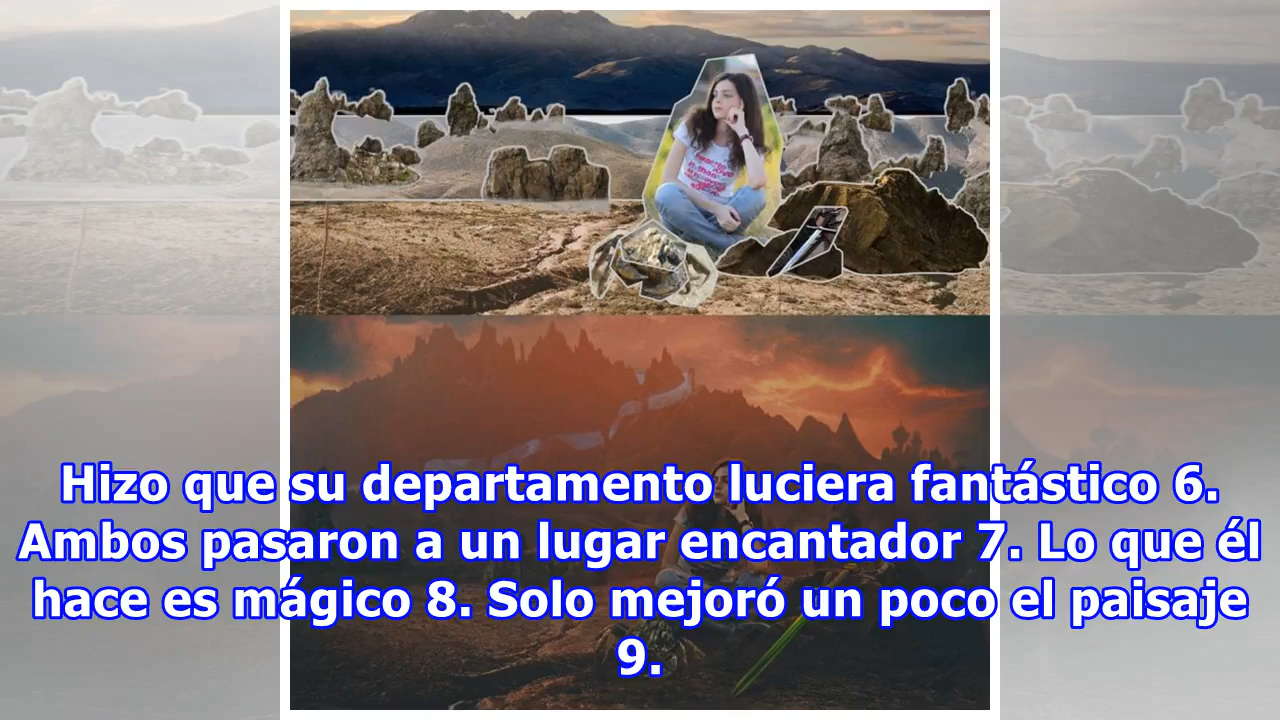 Hizo que su departamento luciera fantástico 6.
Ambos pasaron a un lugar encantador 7. Lo que él
hace es mágico 8. Solo mejoró un poco el paisaje
9.